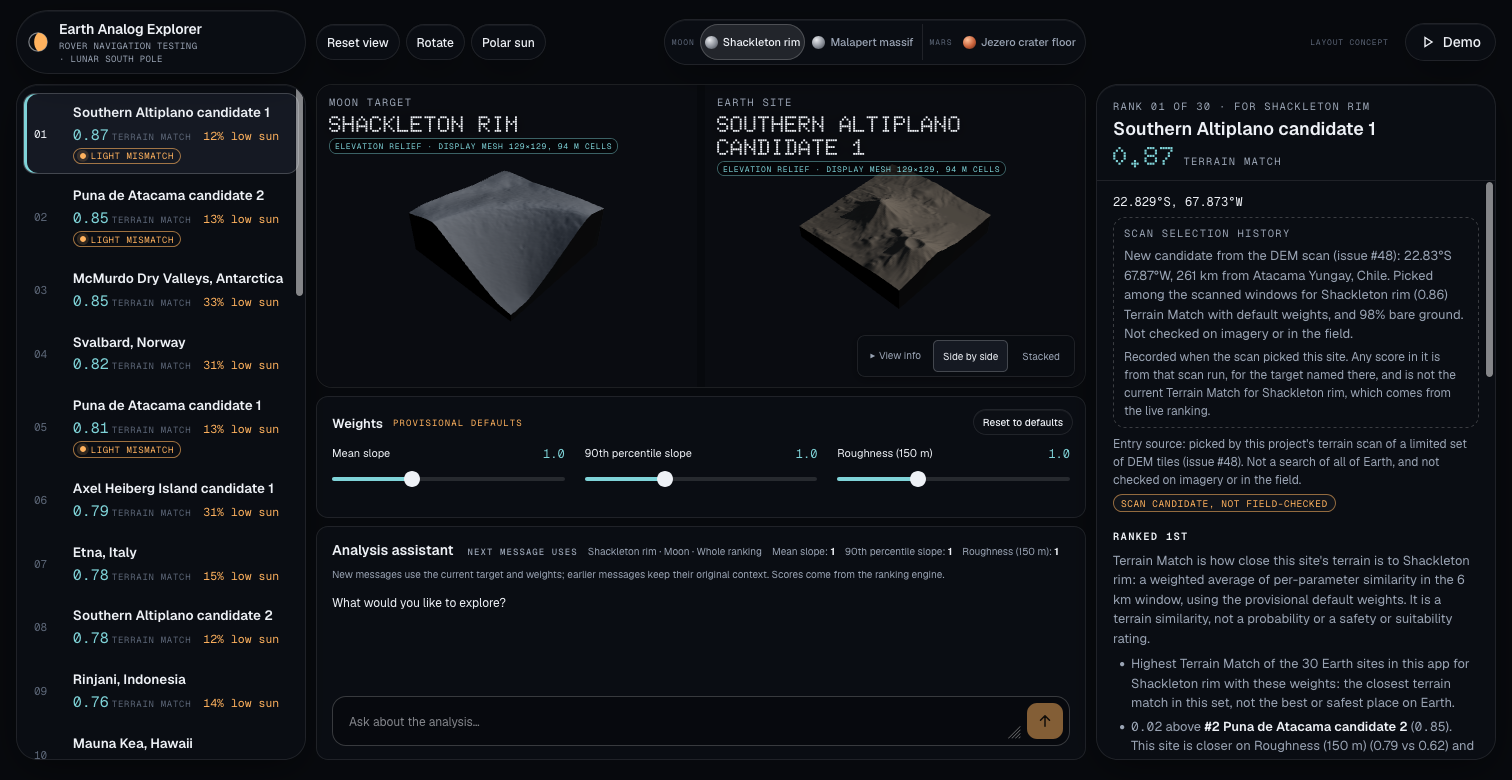 Earth Analog Explorer
ROVER NAVIGATION TESTING
· LUNAR SOUTH POLE
Reset view
Rotate
Polar sun
MOON
Shackleton rim
Malapert massif
MARS
Jezero crater floor
LAYOUT CONCEPT
Demo
01
Southern Altiplano candidate 1
0.87 TERRAIN MATCH 12% low sun
LIGHT MISMATCH
02
Puna de Atacama candidate 2
0.85 TERRAIN MATCH 13% low sun
LIGHT MISMATCH
03
McMurdo Dry Valleys, Antarctica
0.85 TERRAIN MATCH 33% low sun
04
Svalbard, Norway
0.82 TERRAIN MATCH 31% low sun
05
Puna de Atacama candidate 1
0.81 TERRAIN MATCH 13% low sun
LIGHT MISMATCH
06
Axel Heiberg Island candidate 1
0.79 TERRAIN MATCH 31% low sun
07
Etna, Italy
0.78 TERRAIN MATCH 15% low sun
08
Southern Altiplano candidate 2
0.78 TERRAIN MATCH 12% low sun
09
Rinjani, Indonesia
0.76 TERRAIN MATCH 14% low sun
10
Mauna Kea, Hawaii
MOON TARGET
SHACKLETON RIM
ELEVATION RELIEF · DISPLAY MESH 129×129, 94 M CELLS
EARTH SITE
SOUTHERN ALTIPLANO
CANDIDATE 1
ELEVATION RELIEF · DISPLAY MESH 129×129, 94 M CELLS
▸ View info
Side by side
Stacked
Weights PROVISIONAL DEFAULTS
Reset to defaults
Mean slope 1.0
90th percentile slope 1.0
Roughness (150 m) 1.0
Analysis assistant NEXT MESSAGE USES Shackleton rim · Moon · Whole ranking Mean slope: 1 90th percentile slope: 1 Roughness (150 m): 1
New messages use the current target and weights; earlier messages keep their original context. Scores come from the ranking engine.
What would you like to explore?
Ask about the analysis…
RANK 01 OF 30 · FOR SHACKLETON RIM
Southern Altiplano candidate 1
0.87 TERRAIN MATCH
22.829°S, 67.873°W
SCAN SELECTION HISTORY
New candidate from the DEM scan (issue #48): 22.83°S
67.87°W, 261 km from Atacama Yungay, Chile. Picked
among the scanned windows for Shackleton rim (0.86)
Terrain Match with default weights, and 98% bare ground.
Not checked on imagery or in the field.
Recorded when the scan picked this site. Any score in it is
from that scan run, for the target named there, and is not the
current Terrain Match for Shackleton rim, which comes from
the live ranking.
Entry source: picked by this project's terrain scan of a limited set
of DEM tiles (issue #48). Not a search of all of Earth, and not
checked on imagery or in the field.
SCAN CANDIDATE, NOT FIELD-CHECKED
RANKED 1ST
Terrain Match is how close this site's terrain is to Shackleton
rim: a weighted average of per-parameter similarity in the 6
km window, using the provisional default weights. It is a
terrain similarity, not a probability or a safety or suitability
rating.
• Highest Terrain Match of the 30 Earth sites in this app for
Shackleton rim with these weights: the closest terrain
match in this set, not the best or safest place on Earth.
• 0.02 above #2 Puna de Atacama candidate 2 (0.85).
This site is closer on Roughness (150 m) (0.79 vs 0.62) and